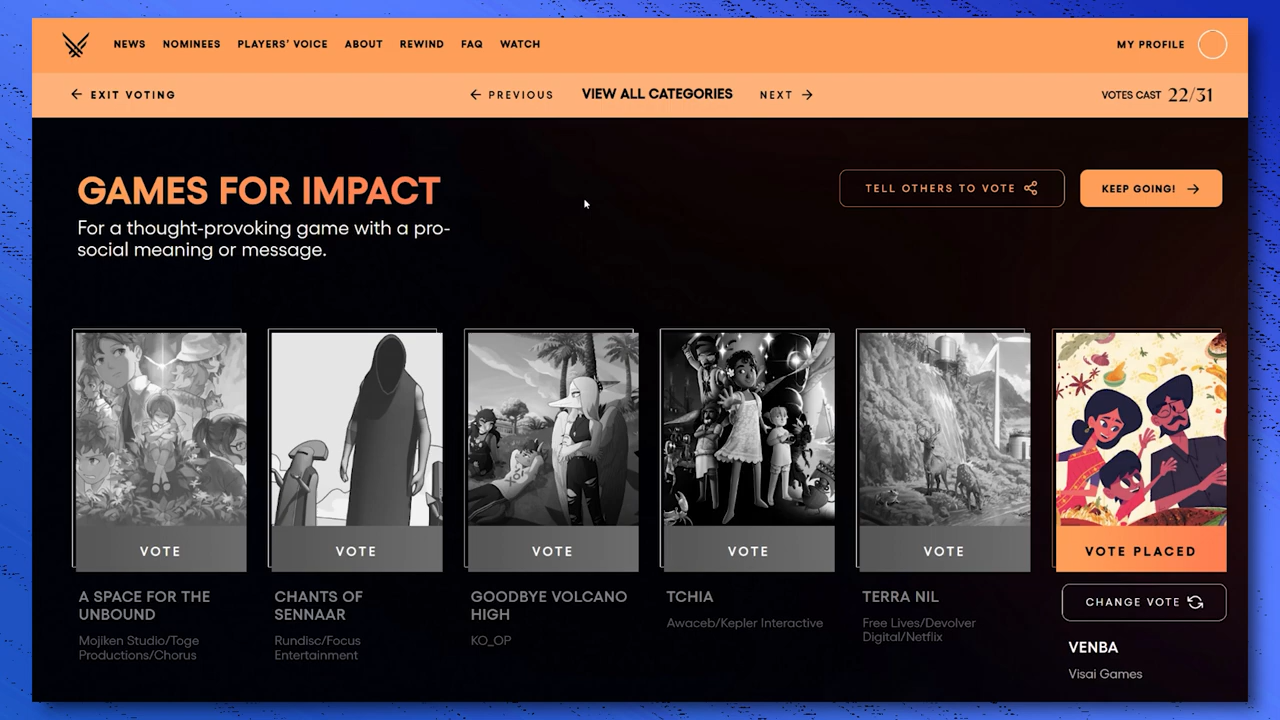 NEWS NOMINEES PLAYERS' VOICE ABOUT REWIND FAQ WATCH MY PROFILE
← EXIT VOTING ← PREVIOUS VIEW ALL CATEGORIES NEXT → VOTES CAST 22/31
GAMES FOR IMPACT
For a thought-provoking game with a pro-
social meaning or message.
TELL OTHERS TO VOTE
KEEP GOING! →
VOTE
A SPACE FOR THE
UNBOUND
Mojiken Studio/Toge
Productions/Chorus
VOTE
CHANTS OF
SENNAAR
Rundisc/Focus
Entertainment
VOTE
GOODBYE VOLCANO
HIGH
KO_OP
VOTE
TCHIA
Awaceb/Kepler Interactive
VOTE
TERRA NIL
Free Lives/Devolver
Digital/Netflix
VOTE PLACED
CHANGE VOTE
VENBA
Visai Games